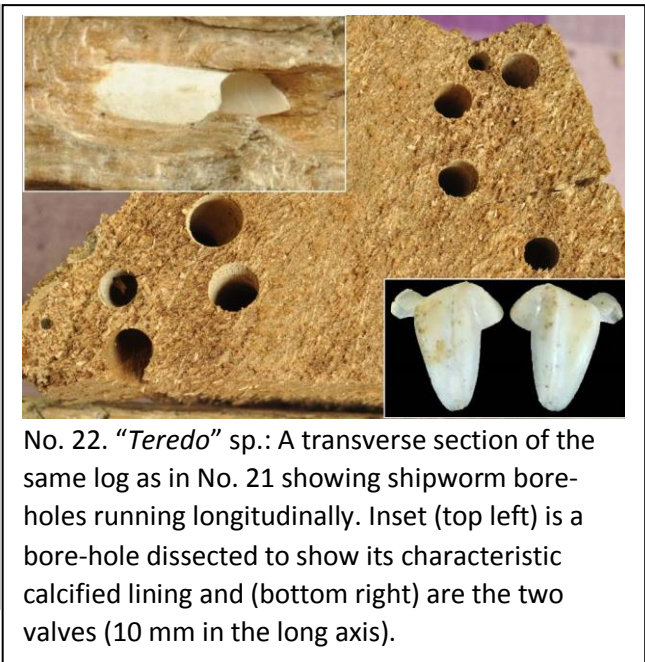 No. 22. “Teredo” sp.: A transverse section of the
same log as in No. 21 showing shipworm bore-
holes running longitudinally. Inset (top left) is a
bore-hole dissected to show its characteristic
calcified lining and (bottom right) are the two
valves (10 mm in the long axis).